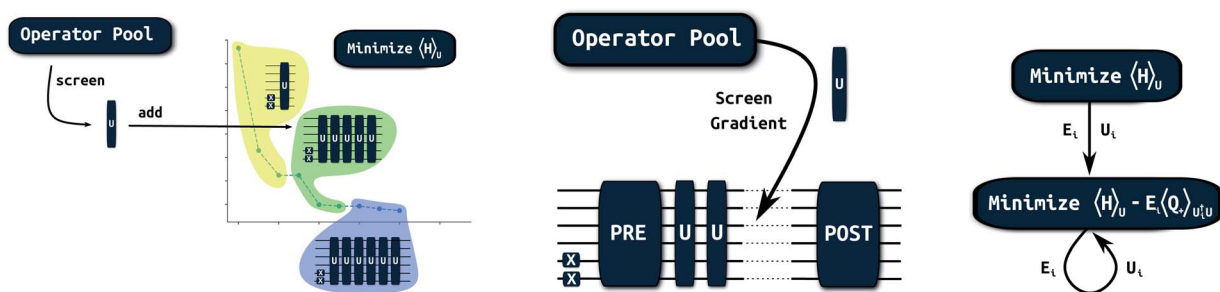 Operator Pool
screen
U
add
Minimize ⟨H⟩U
U
X
X
U U U U U
X
X
U U U U U U
X
X
Operator Pool
Screen
Gradient
U
PRE U U POST
X
X
Minimize ⟨H⟩U
Ei Ui
Minimize ⟨H⟩U - Ei⟨Q+⟩Ui†U
Ei Ui